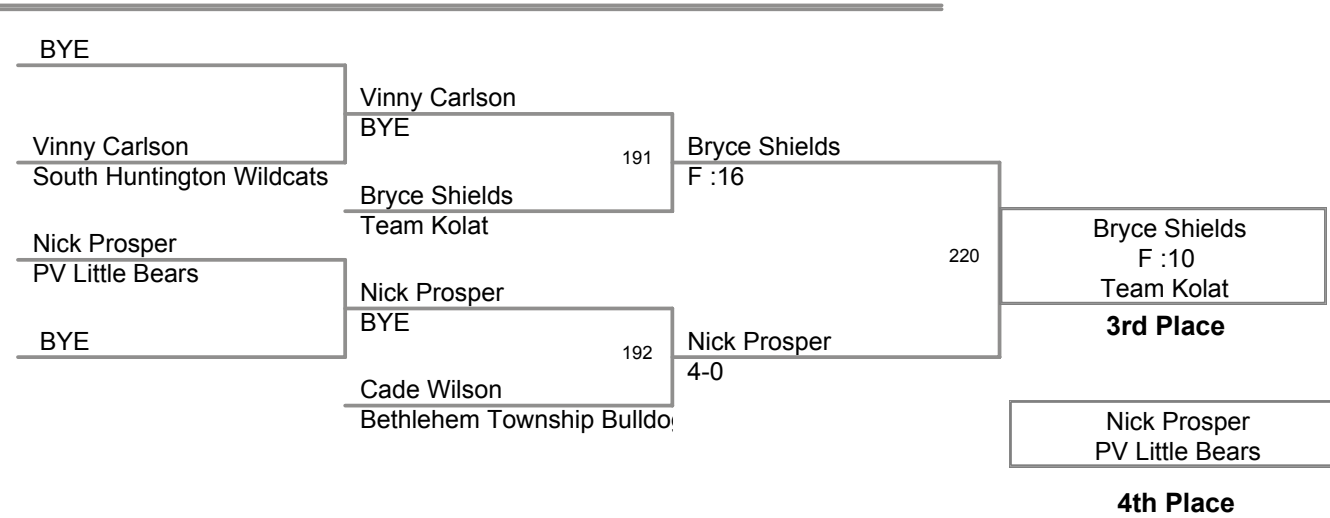 BYE
Vinny Carlson
BYE
Vinny Carlson
South Huntington Wildcats
191
Bryce Shields
F :16
Bryce Shields
Team Kolat
Nick Prosper
PV Little Bears
220
Bryce Shields
F :10
Team Kolat
3rd Place
Nick Prosper
BYE
BYE
192
Nick Prosper
4-0
Cade Wilson
Bethlehem Township Bulldo
Nick Prosper
PV Little Bears
4th Place